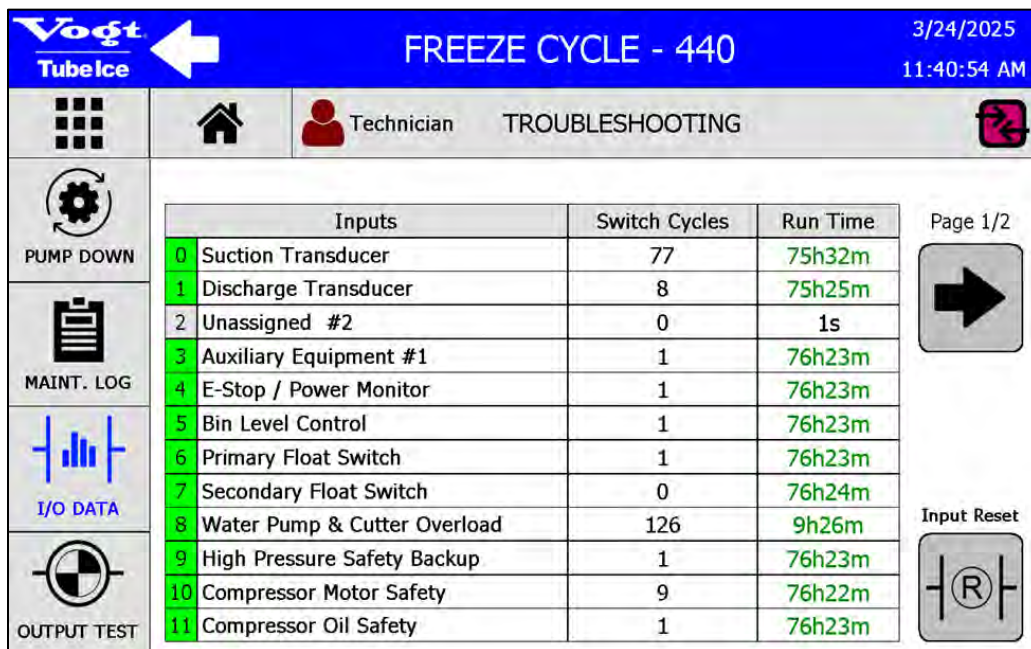 Vogt
TubeIce
FREEZE CYCLE - 440
3/24/2025
11:40:54 AM
Technician
TROUBLESHOOTING
PUMP DOWN
MAINT. LOG
I/O DATA
OUTPUT TEST
Inputs Switch Cycles Run Time
0 Suction Transducer 77 75h32m
1 Discharge Transducer 8 75h25m
2 Unassigned #2 0 1s
3 Auxiliary Equipment #1 1 76h23m
4 E-Stop / Power Monitor 1 76h23m
5 Bin Level Control 1 76h23m
6 Primary Float Switch 1 76h23m
7 Secondary Float Switch 0 76h24m
8 Water Pump & Cutter Overload 126 9h26m
9 High Pressure Safety Backup 1 76h23m
10 Compressor Motor Safety 9 76h22m
11 Compressor Oil Safety 1 76h23m
Page 1/2
Input Reset
R